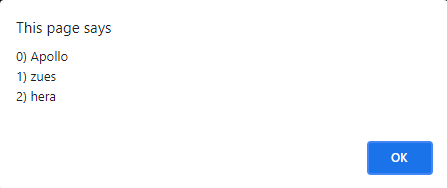 This page says
0) Apollo
1) zues
2) hera
OK